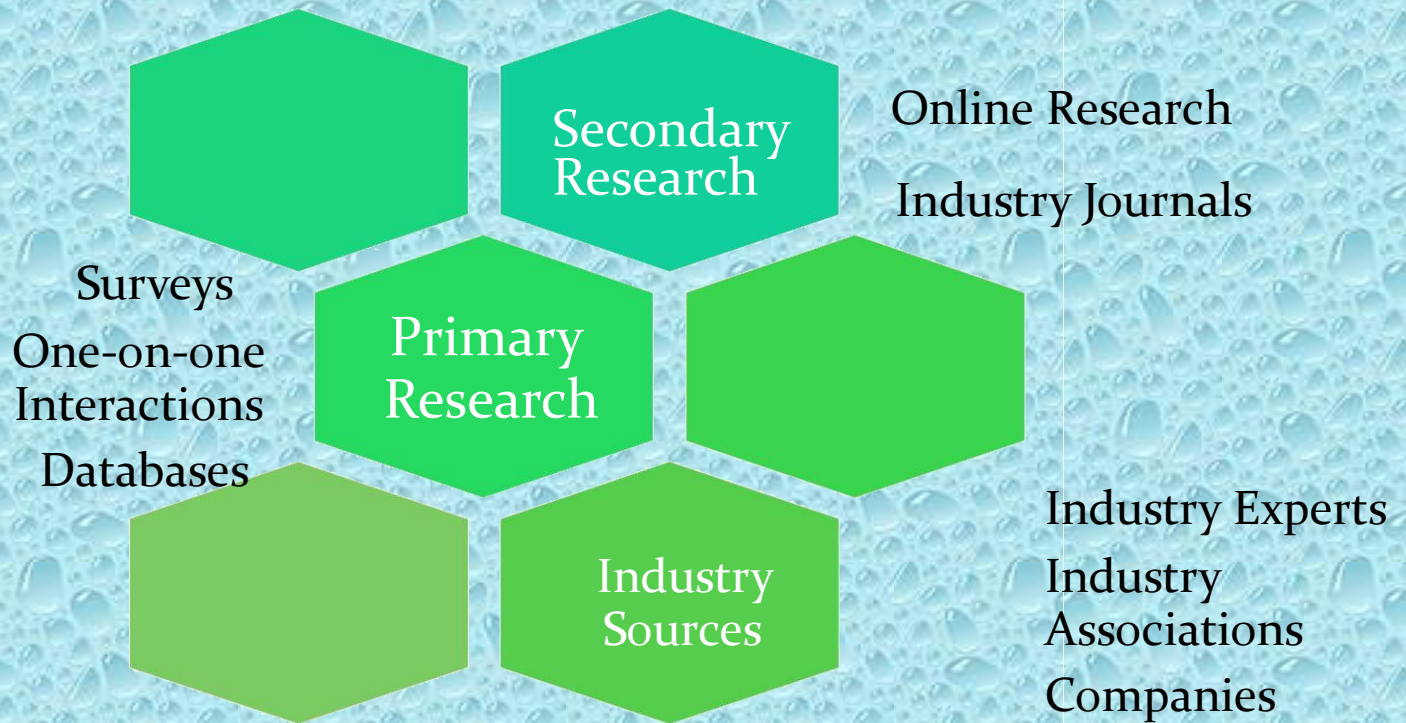 Secondary
Research
Online Research
Industry Journals
Surveys
One-on-one
Interactions
Databases
Primary
Research
Industry
Sources
Industry Experts
Industry
Associations
Companies